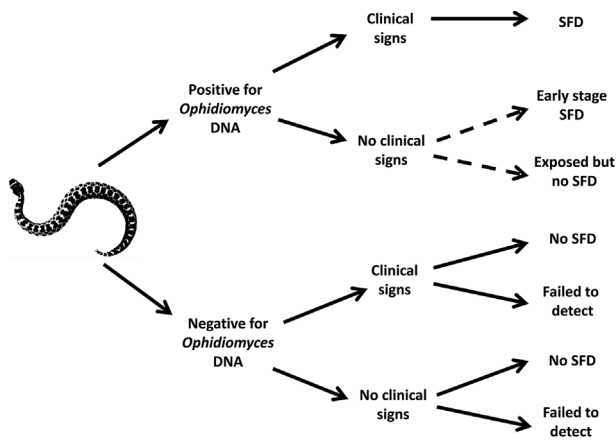 Clinical
signs
SFD
Positive for
Ophidiomyces
DNA
No clinical
signs
Early stage
SFD
Exposed but
no SFD
Negative for
Ophidiomyces
DNA
Clinical
signs
No SFD
Failed to
detect
No clinical
signs
No SFD
Failed to
detect